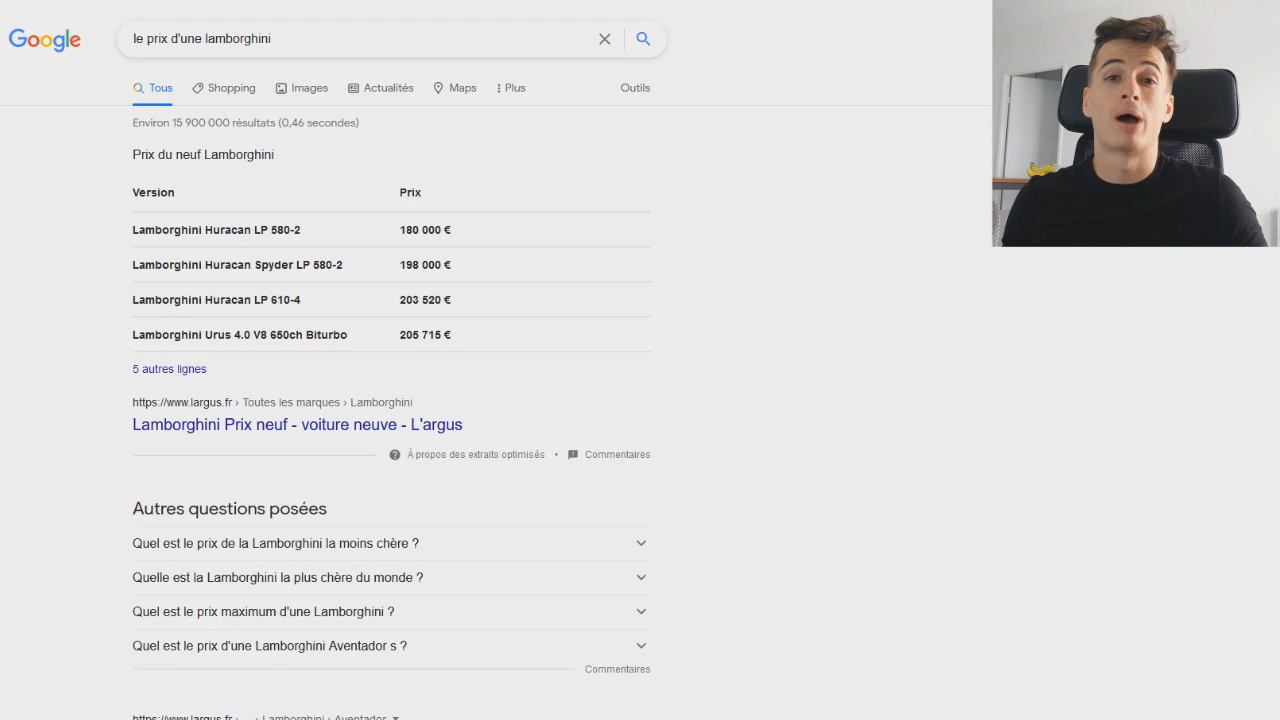 Google
le prix d'une lamborghini
Tous Shopping Images Actualités Maps Plus Outils
Environ 15 900 000 résultats (0,46 secondes)
Prix du neuf Lamborghini
Version Prix
Lamborghini Huracan LP 580-2 180 000 €
Lamborghini Huracan Spyder LP 580-2 198 000 €
Lamborghini Huracan LP 610-4 203 520 €
Lamborghini Urus 4.0 V8 650ch Biturbo 205 715 €
5 autres lignes
https://www.largus.fr › Toutes les marques › Lamborghini
Lamborghini Prix neuf - voiture neuve - L'argus
À propos des extraits optimisés • Commentaires
Autres questions posées
Quel est le prix de la Lamborghini la moins chère ?
Quelle est la Lamborghini la plus chère du monde ?
Quel est le prix maximum d'une Lamborghini ?
Quel est le prix d'une Lamborghini Aventador s ?
Commentaires
https://www.largus.fr › ... › Lamborghini › Aventador